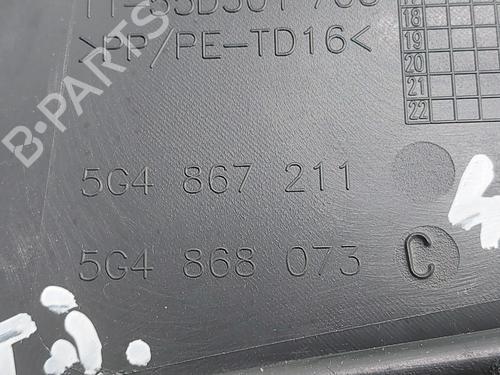 >PP/PE-TD16<
18
19
20
21
22
5G4 867 211
5G4 868 073 C
B-PARTS